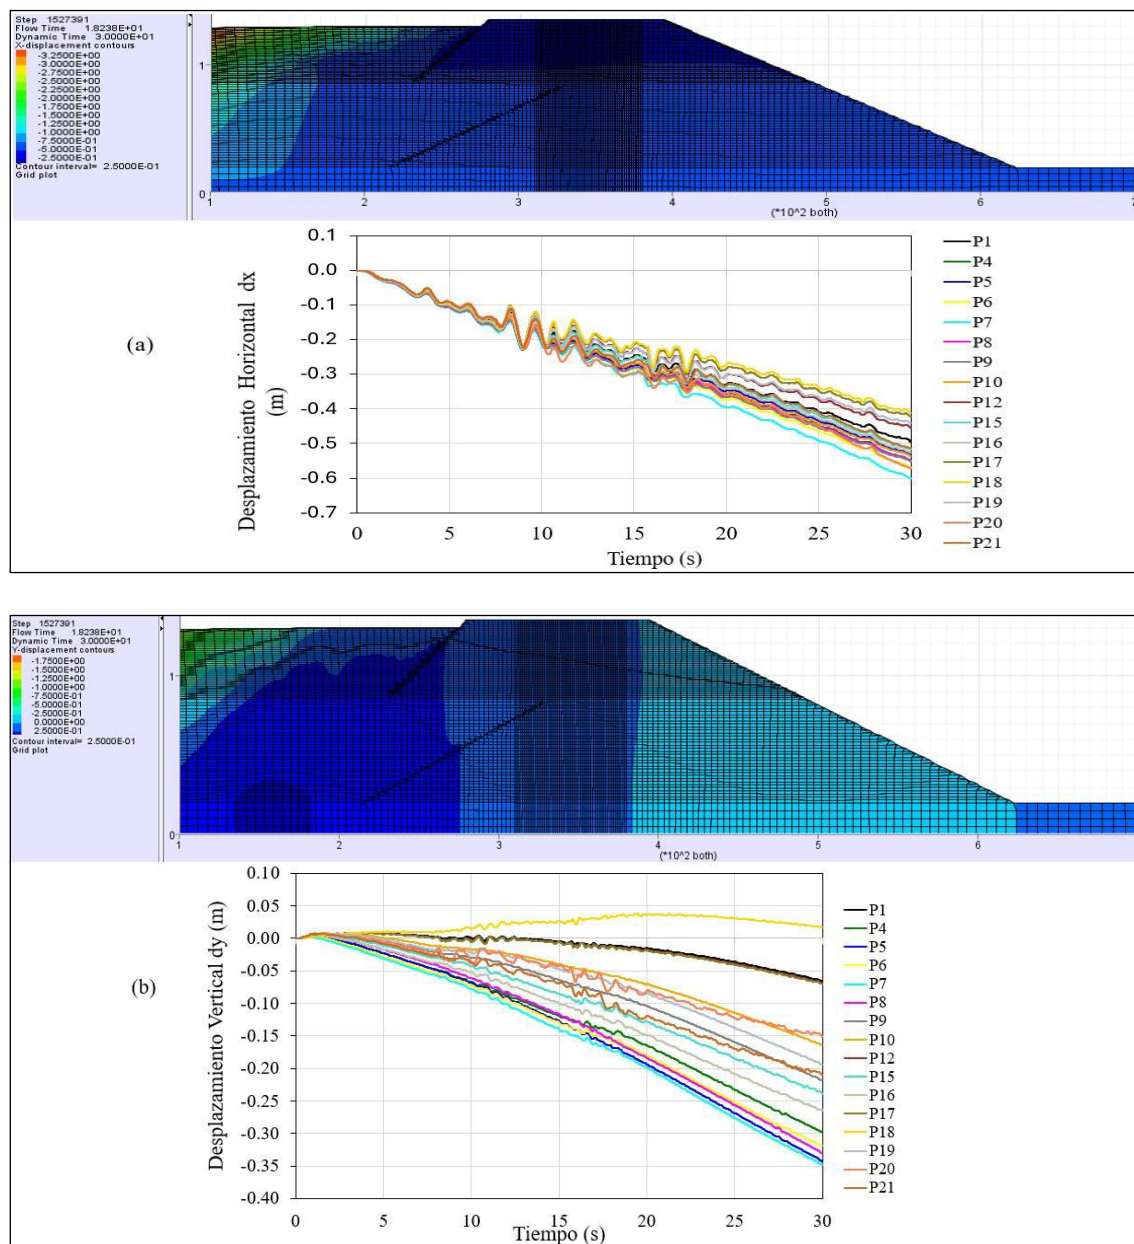 Step 1527391
Flow Time 1.8238E+01
Dynamic Time 3.0000E+01
X-displacement contours
-3.2500E+00
-3.0000E+00
-2.7500E+00
-2.5000E+00
-2.2500E+00
-2.0000E+00
-1.7500E+00
-1.5000E+00
-1.2500E+00
-1.0000E+00
-7.5000E-01
-5.0000E-01
-2.5000E-01
Contour interval= 2.5000E-01
Grid plot
1
0
1 2 3 4 5 6 7
(*10^2 both)
(a)
Desplazamiento Horizontal dx
(m)
0.1
0.0
-0.1
-0.2
-0.3
-0.4
-0.5
-0.6
-0.7
0 5 10 15 20 25 30
Tiempo (s)
P1
P4
P5
P6
P7
P8
P9
P10
P12
P15
P16
P17
P18
P19
P20
P21
Step 1527391
Flow Time 1.8238E+01
Dynamic Time 3.0000E+01
Y-displacement contours
-1.7500E+00
-1.5000E+00
-1.2500E+00
-1.0000E+00
-7.5000E-01
-5.0000E-01
-2.5000E-01
0.0000E+00
2.5000E-01
Contour interval= 2.5000E-01
Grid plot
1
0
1 2 3 4 5 6
(*10^2 both)
(b)
Desplazamiento Vertical dy (m)
0.10
0.05
0.00
-0.05
-0.10
-0.15
-0.20
-0.25
-0.30
-0.35
-0.40
0 5 10 15 20 25 30
Tiempo (s)
P1
P4
P5
P6
P7
P8
P9
P10
P12
P15
P16
P17
P18
P19
P20
P21